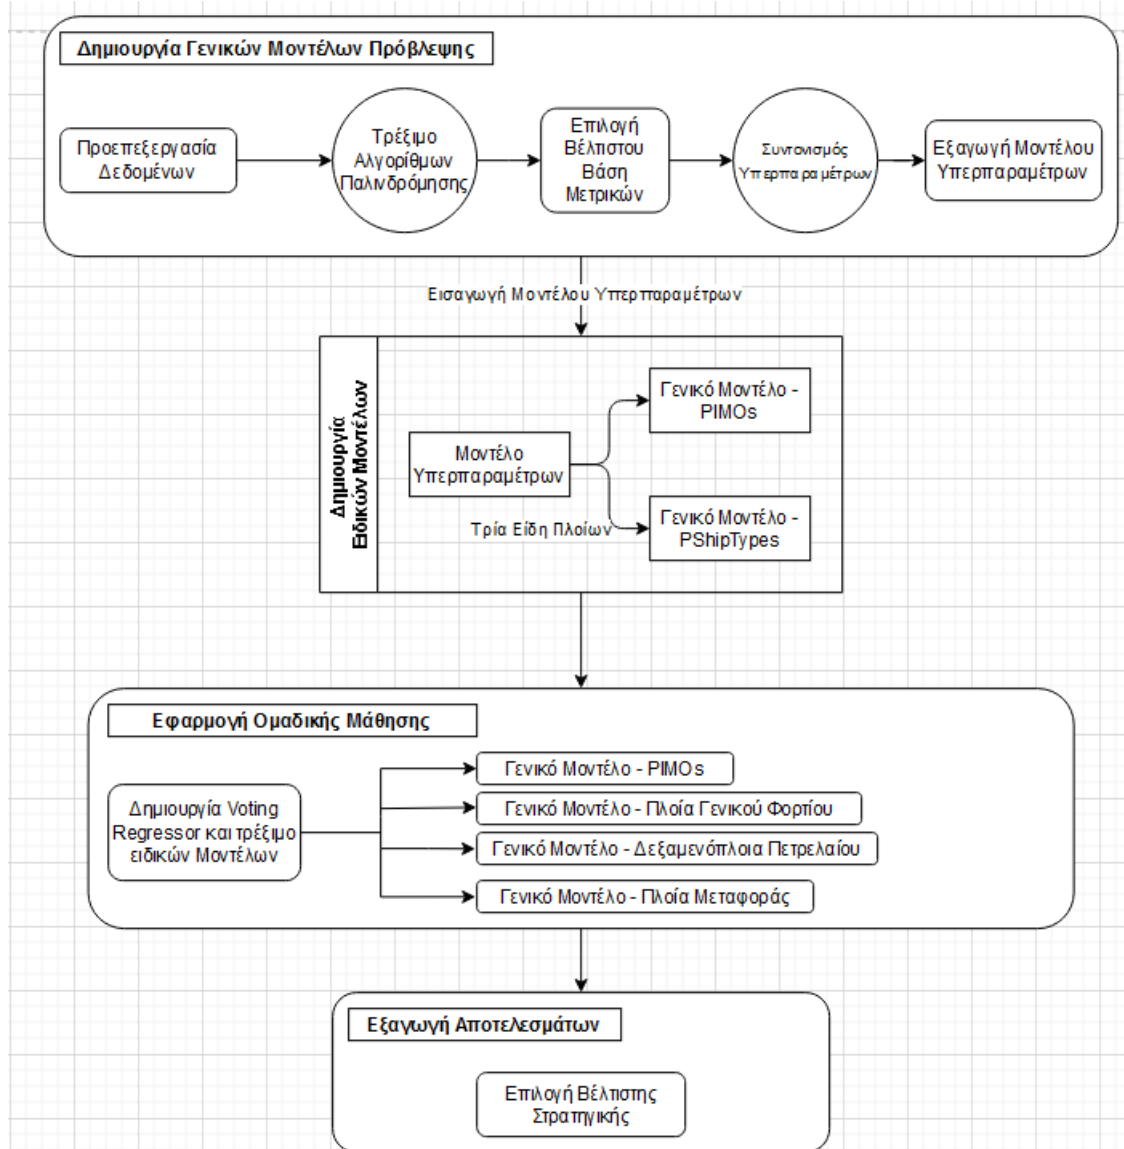 Δημιουργία Γενικών Μοντέλων Πρόβλεψης
Προεπεξεργασία
Δεδομένων
Τρέξιμο
Αλγορίθμων
Παλινδρόμησης
Επιλογή
Βέλτιστου
Βάση
Μετρικών
Συντονισμός
Υπερπαραμέτρων
Εξαγωγή Μοντέλου
Υπερπαραμέτρων
Εισαγωγή Μοντέλου Υπερπαραμέτρων
Δημιουργία
Ειδικών Μοντέλων
Μοντέλο
Υπερπαραμέτρων
Γενικό Μοντέλο -
PIMOs
Τρία Είδη Πλοίων
Γενικό Μοντέλο -
PShipTypes
Εφαρμογή Ομαδικής Μάθησης
Δημιουργία Voting
Regressor και τρέξιμο
ειδικών Μοντέλων
Γενικό Μοντέλο - PIMOs
Γενικό Μοντέλο - Πλοία Γενικού Φορτίου
Γενικό Μοντέλο - Δεξαμενόπλοια Πετρελαίου
Γενικό Μοντέλο - Πλοία Μεταφοράς
Εξαγωγή Αποτελεσμάτων
Επιλογή Βέλτιστης
Στρατηγικής